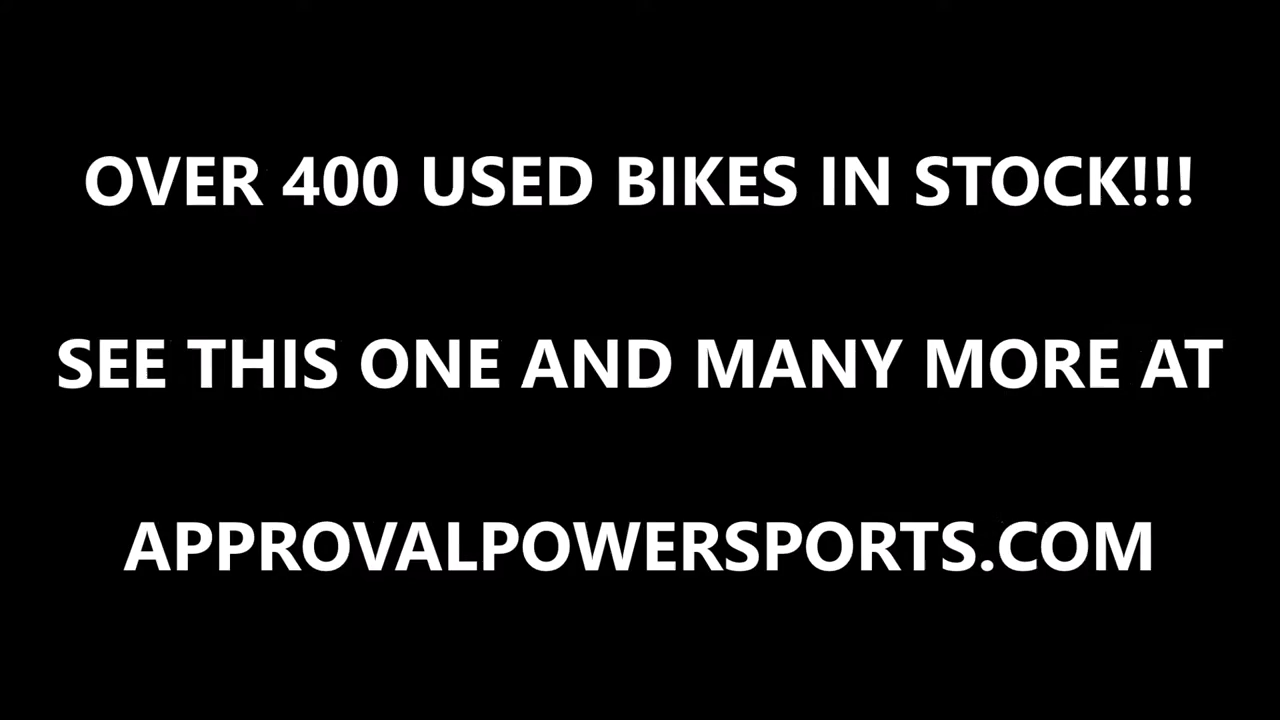 OVER 400 USED BIKES IN STOCK!!!
SEE THIS ONE AND MANY MORE AT
APPROVALPOWERSPORTS.COM